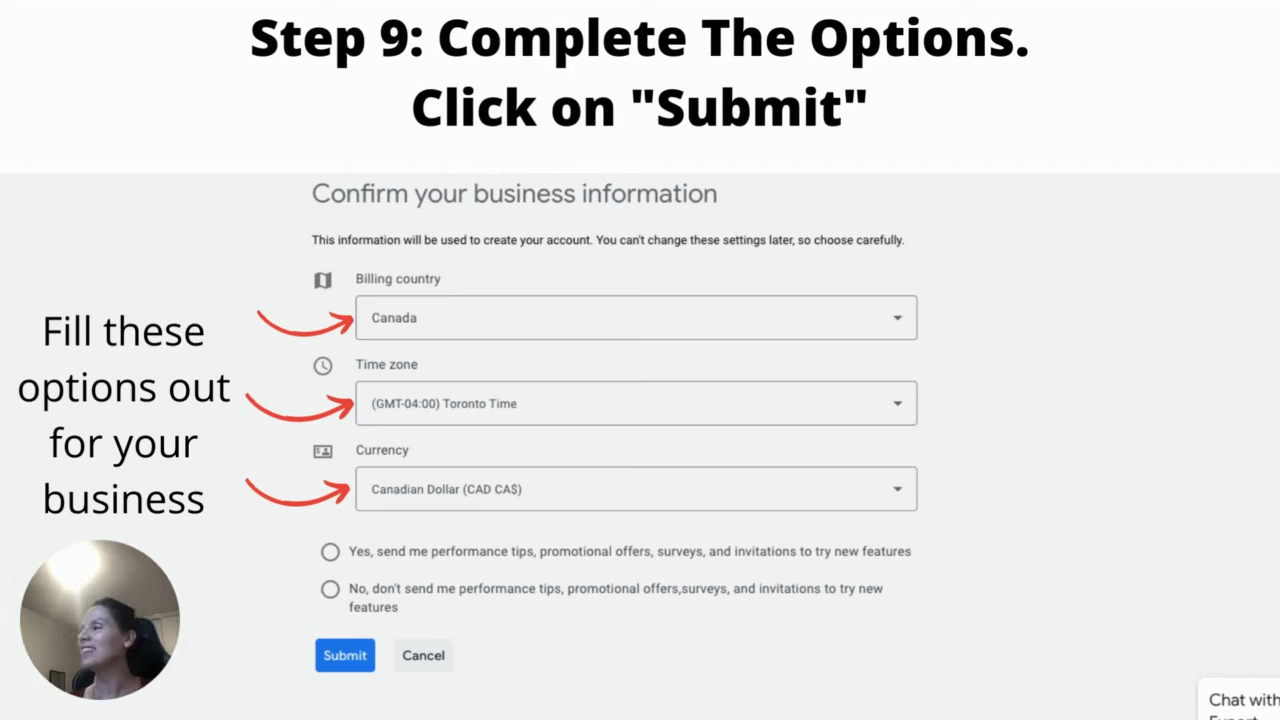 Step 9: Complete The Options.
Click on "Submit"
Confirm your business information
This information will be used to create your account. You can't change these settings later, so choose carefully.
Billing country
Canada
Time zone
(GMT-04:00) Toronto Time
Currency
Canadian Dollar (CAD CA$)
Fill these
options out
for your
business
Yes, send me performance tips, promotional offers, surveys, and invitations to try new features
No, don't send me performance tips, promotional offers,surveys, and invitations to try new
features
Submit
Cancel
Chat with